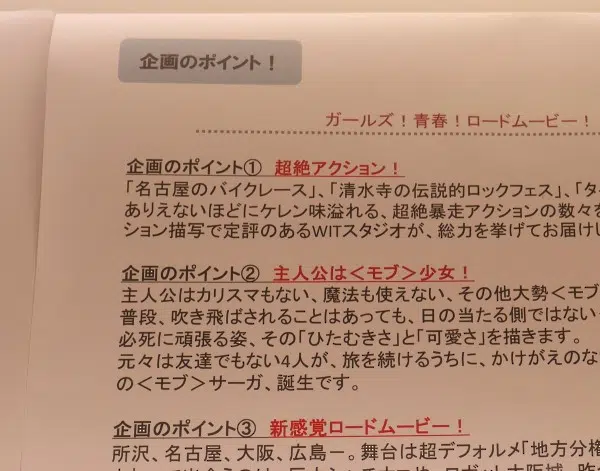 企画のポイント！
ガールズ！青春！ロードムービー！
企画のポイント① 超絶アクション！
「名古屋のバイクレース」、「清水寺の伝説的ロックフェス」、「タ
ありえないほどにケレン味溢れる、超絶暴走アクションの数々を
ション描写で定評のあるWITスタジオが、総力を挙げてお届けし
企画のポイント② 主人公は＜モブ＞少女！
主人公はカリスマもない、魔法も使えない、その他大勢＜モブ
普段、吹き飛ばされることはあっても、日の当たる側ではない
必死に頑張る姿、その「ひたむきさ」と「可愛さ」を描きます。
元々は友達でもない4人が、旅を続けるうちに、かけがえのな
の＜モブ＞サーガ、誕生です。
企画のポイント③ 新感覚ロードムービー！
所沢、名古屋、大阪、広島－。舞台は超デフォルメ「地方分権